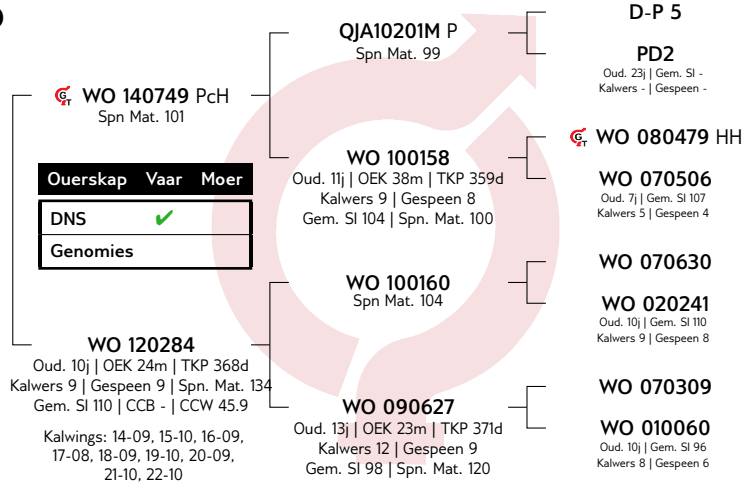 WO 140749 PcH
Spn Mat. 101
Ouerskap Vaar Moer
DNS ✔
Genomies
WO 120284
Oud. 10j | OEK 24m | TKP 368d
Kalwers 9 | Gespeen 9 | Spn. Mat. 134
Gem. SI 110 | CCB - | CCW 45.9
Kalwings: 14-09, 15-10, 16-09,
17-08, 18-09, 19-10, 20-09,
21-10, 22-10
QJA10201M P
Spn Mat. 99
WO 100158
Oud. 11j | OEK 38m | TKP 359d
Kalwers 9 | Gespeen 8
Gem. SI 104 | Spn. Mat. 100
WO 100160
Spn Mat. 104
WO 090627
Oud. 13j | OEK 23m | TKP 371d
Kalwers 12 | Gespeen 9
Gem. SI 98 | Spn. Mat. 120
D-P 5
PD2
Oud. 23j | Gem. SI -
Kalwers - | Gespeen -
GT WO 080479 HH
WO 070506
Oud. 7j | Gem. SI 107
Kalwers 5 | Gespeen 4
WO 070630
WO 020241
Oud. 10j | Gem. SI 110
Kalwers 9 | Gespeen 8
WO 070309
WO 010060
Oud. 10j | Gem. SI 96
Kalwers 8 | Gespeen 6